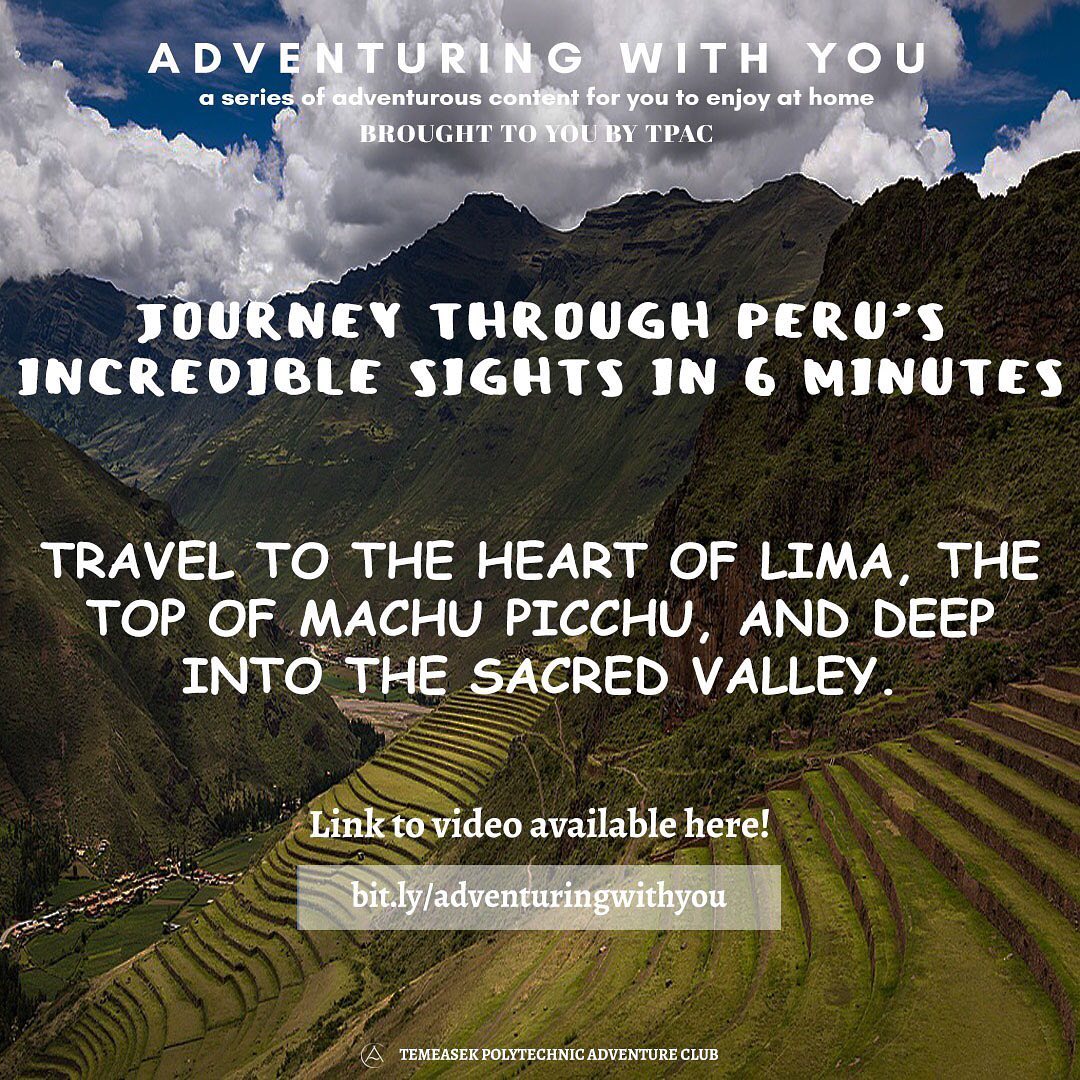 ADVENTURING WITH YOU
a series of adventurous content for you to enjoy at home
BROUGHT TO YOU BY TPAC
JOURNEY THROUGH PERU'S
INCREDIBLE SIGHTS IN 6 MINUTES
TRAVEL TO THE HEART OF LIMA, THE
TOP OF MACHU PICCHU, AND DEEP
INTO THE SACRED VALLEY.
Link to video available here!
bit.ly/adventuringwithyou
TEMEASEK POLYTECHNIC ADVENTURE CLUB